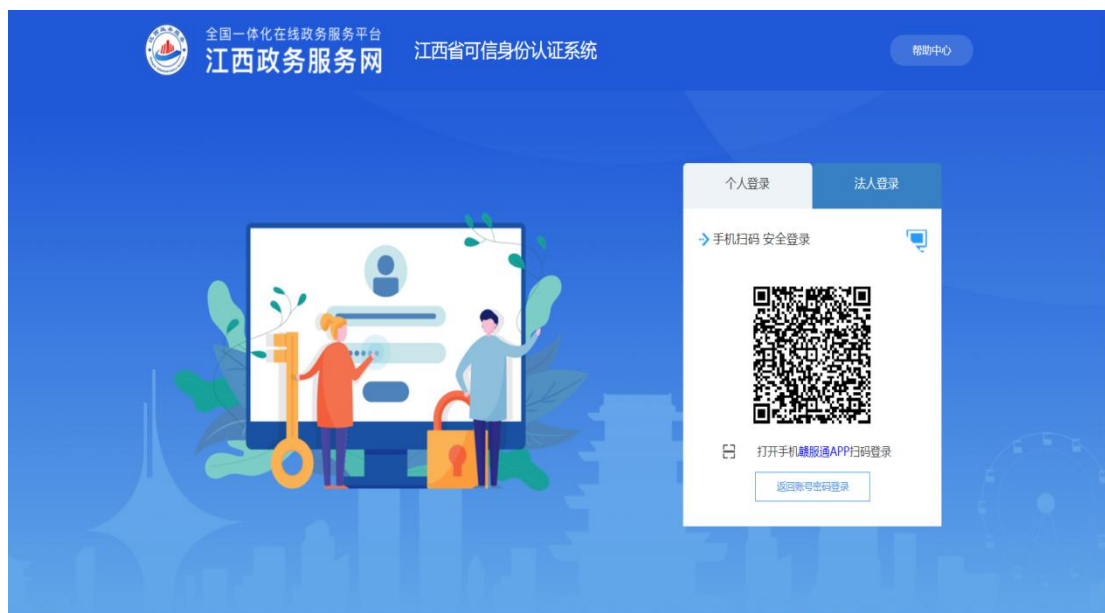 全国一体化在线政务服务平台
江西政务服务网
江西省可信身份认证系统
帮助中心
个人登录
法人登录
手机扫码 安全登录
打开手机赣服通APP扫码登录
返回账号密码登录